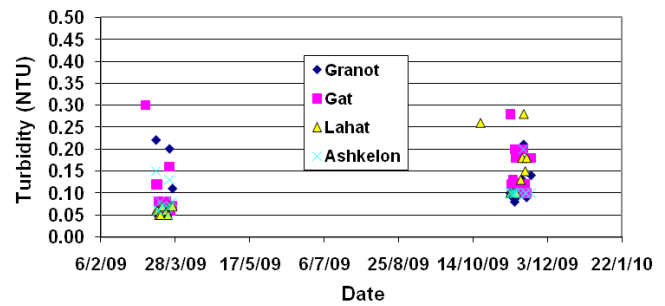 0.50
0.45
0.40
0.35
0.30
0.25
0.20
0.15
0.10
0.05
0.00
Turbidity (NTU)
Granot
Gat
Lahat
Ashkelon
6/2/09 28/3/09 17/5/09 6/7/09 25/8/09 14/10/09 3/12/09 22/1/10
Date